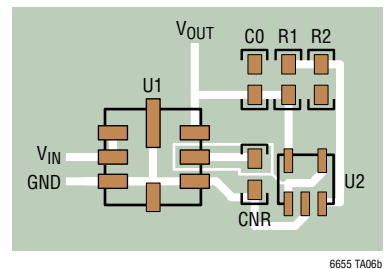 VOUT
C0 R1 R2
U1
VIN
GND
U2
CNR
6655 TA06b